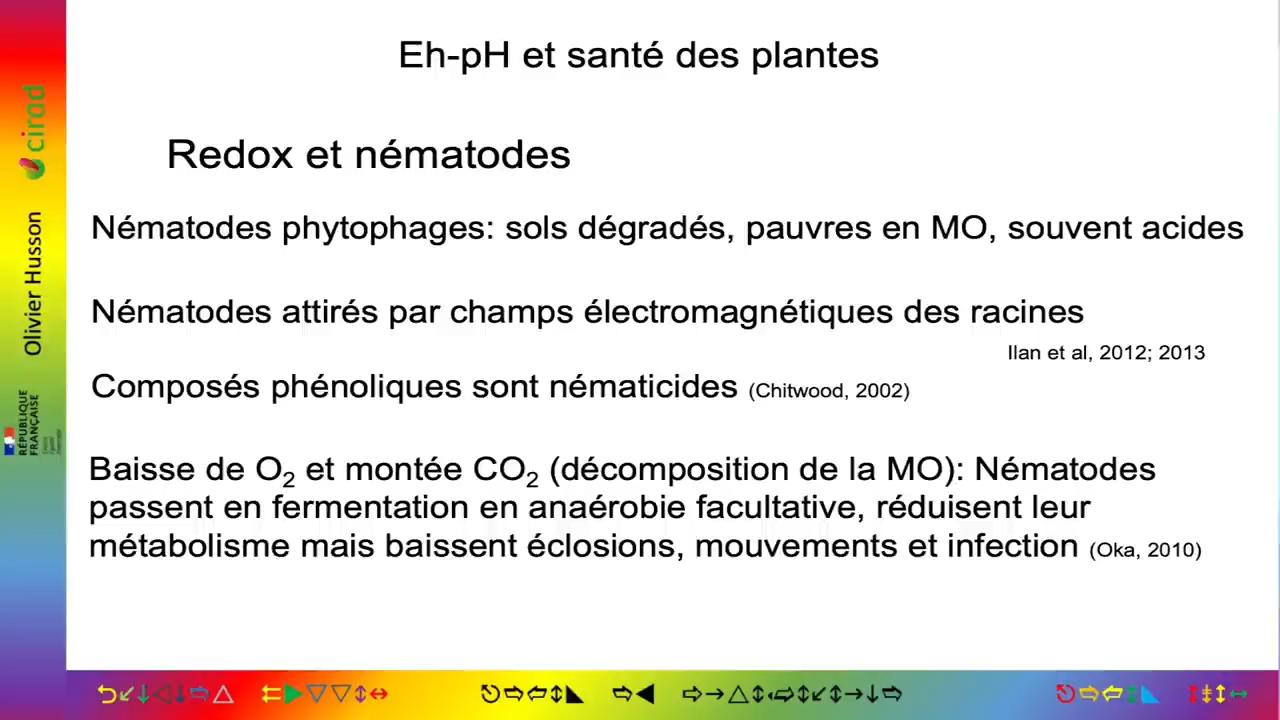 Eh-pH et santé des plantes
Redox et nématodes
Nématodes phytophages: sols dégradés, pauvres en MO, souvent acides
Nématodes attirés par champs électromagnétiques des racines
Ilan et al, 2012; 2013
Composés phénoliques sont nématicides (Chitwood, 2002)
Baisse de O₂ et montée CO₂ (décomposition de la MO): Nématodes
passent en fermentation en anaérobie facultative, réduisent leur
métabolisme mais baissent éclosions, mouvements et infection (Oka, 2010)
cirad
Olivier Husson
RÉPUBLIQUE
FRANÇAISE